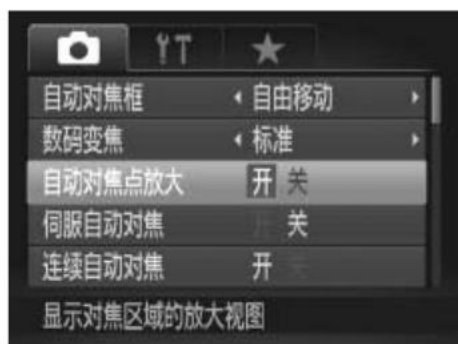 自动对焦框 自由移动
数码变焦 标准
自动对焦点放大 开 关
伺服自动对焦 开 关
连续自动对焦 开 关
显示对焦区域的放大视图